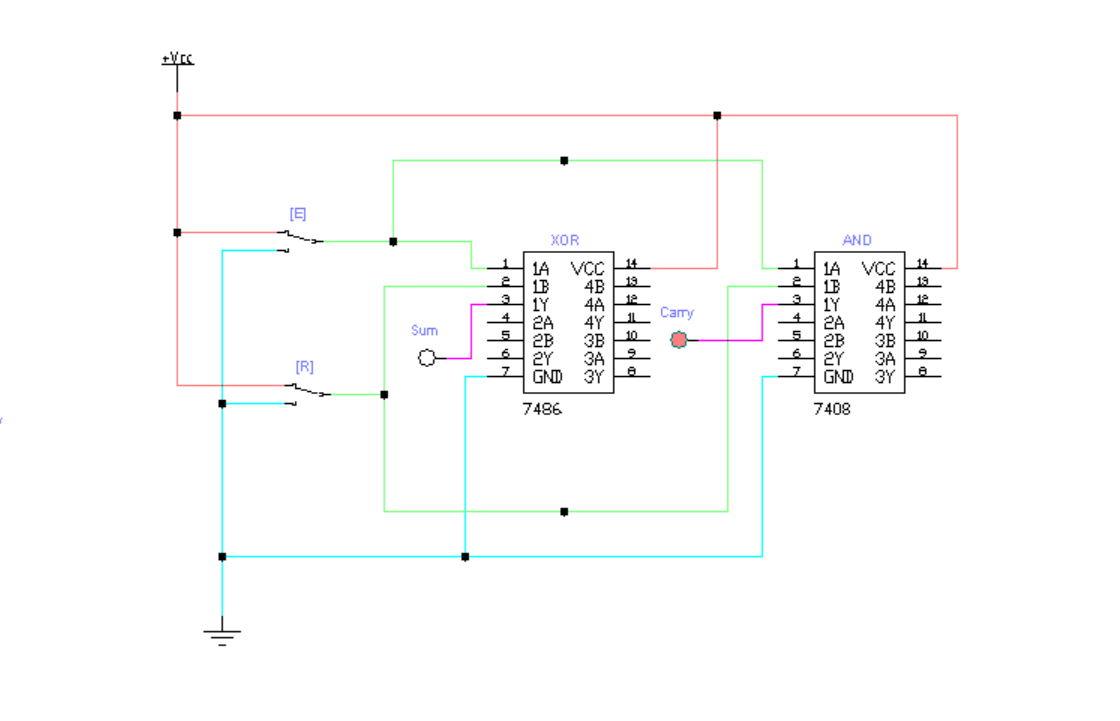 +Vcc
[E]
XOR
AND
1 1A VCC 14
2 1B 4B 13
3 1Y 4A 12
4 2A 4Y 11
5 2B 3B 10
6 2Y 3A 9
7 GND 3Y 8
7486
1 1A VCC 14
2 1B 4B 13
3 1Y 4A 12
4 2A 4Y 11
5 2B 3B 10
6 2Y 3A 9
7 GND 3Y 8
7408
Carry
Sum
[R]